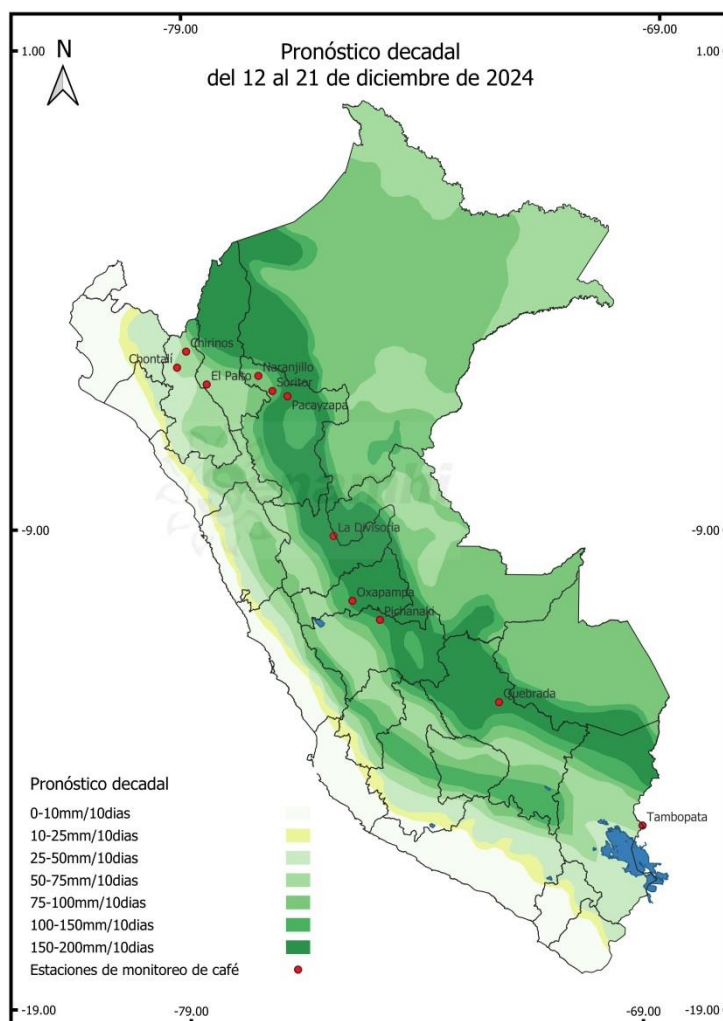 -79.00
-69.00
1.00
1.00
N
Pronóstico decadal
del 12 al 21 de diciembre de 2024
Chirinos
Chontalí
Naranjillo
El Palto
Soritor
Pacayzapa
Senamhi
-9.00
-9.00
La Divisoria
Oxapampa
Pichanaki
Quebrada
Tambopata
Pronóstico decadal
0-10mm/10dias
10-25mm/10dias
25-50mm/10dias
50-75mm/10dias
75-100mm/10dias
100-150mm/10dias
150-200mm/10dias
Estaciones de monitoreo de café
-19.00
-19.00
-79.00
-69.00